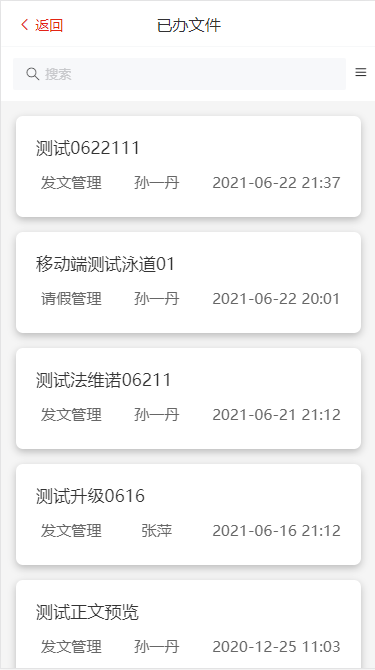 返回
已办文件
搜索
测试0622111
发文管理 孙一丹 2021-06-22 21:37
移动端测试泳道01
请假管理 孙一丹 2021-06-22 20:01
测试法维诺06211
发文管理 孙一丹 2021-06-21 21:12
测试升级0616
发文管理 张萍 2021-06-16 21:12
测试正文预览
发文管理 孙一丹 2020-12-25 11:03